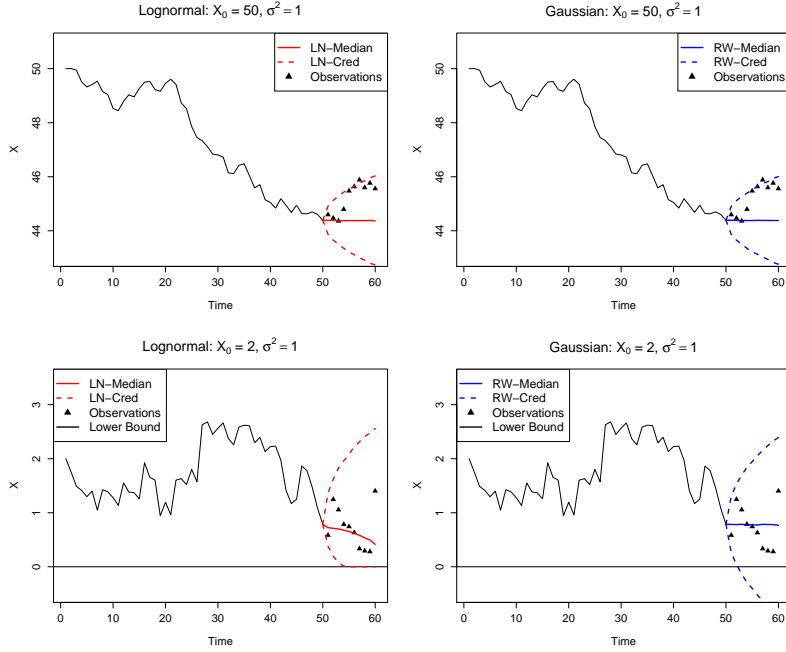 Lognormal: X₀ = 50, σ² = 1
LN−Median
LN−Cred
Observations
X
44 46 48 50
0 10 20 30 40 50 60
Time
Gaussian: X₀ = 50, σ² = 1
RW−Median
RW−Cred
Observations
X
44 46 48 50
0 10 20 30 40 50 60
Time
Lognormal: X₀ = 2, σ² = 1
LN−Median
LN−Cred
Observations
Lower Bound
X
0 1 2 3
0 10 20 30 40 50 60
Time
Gaussian: X₀ = 2, σ² = 1
RW−Median
RW−Cred
Observations
Lower Bound
X
0 1 2 3
0 10 20 30 40 50 60
Time